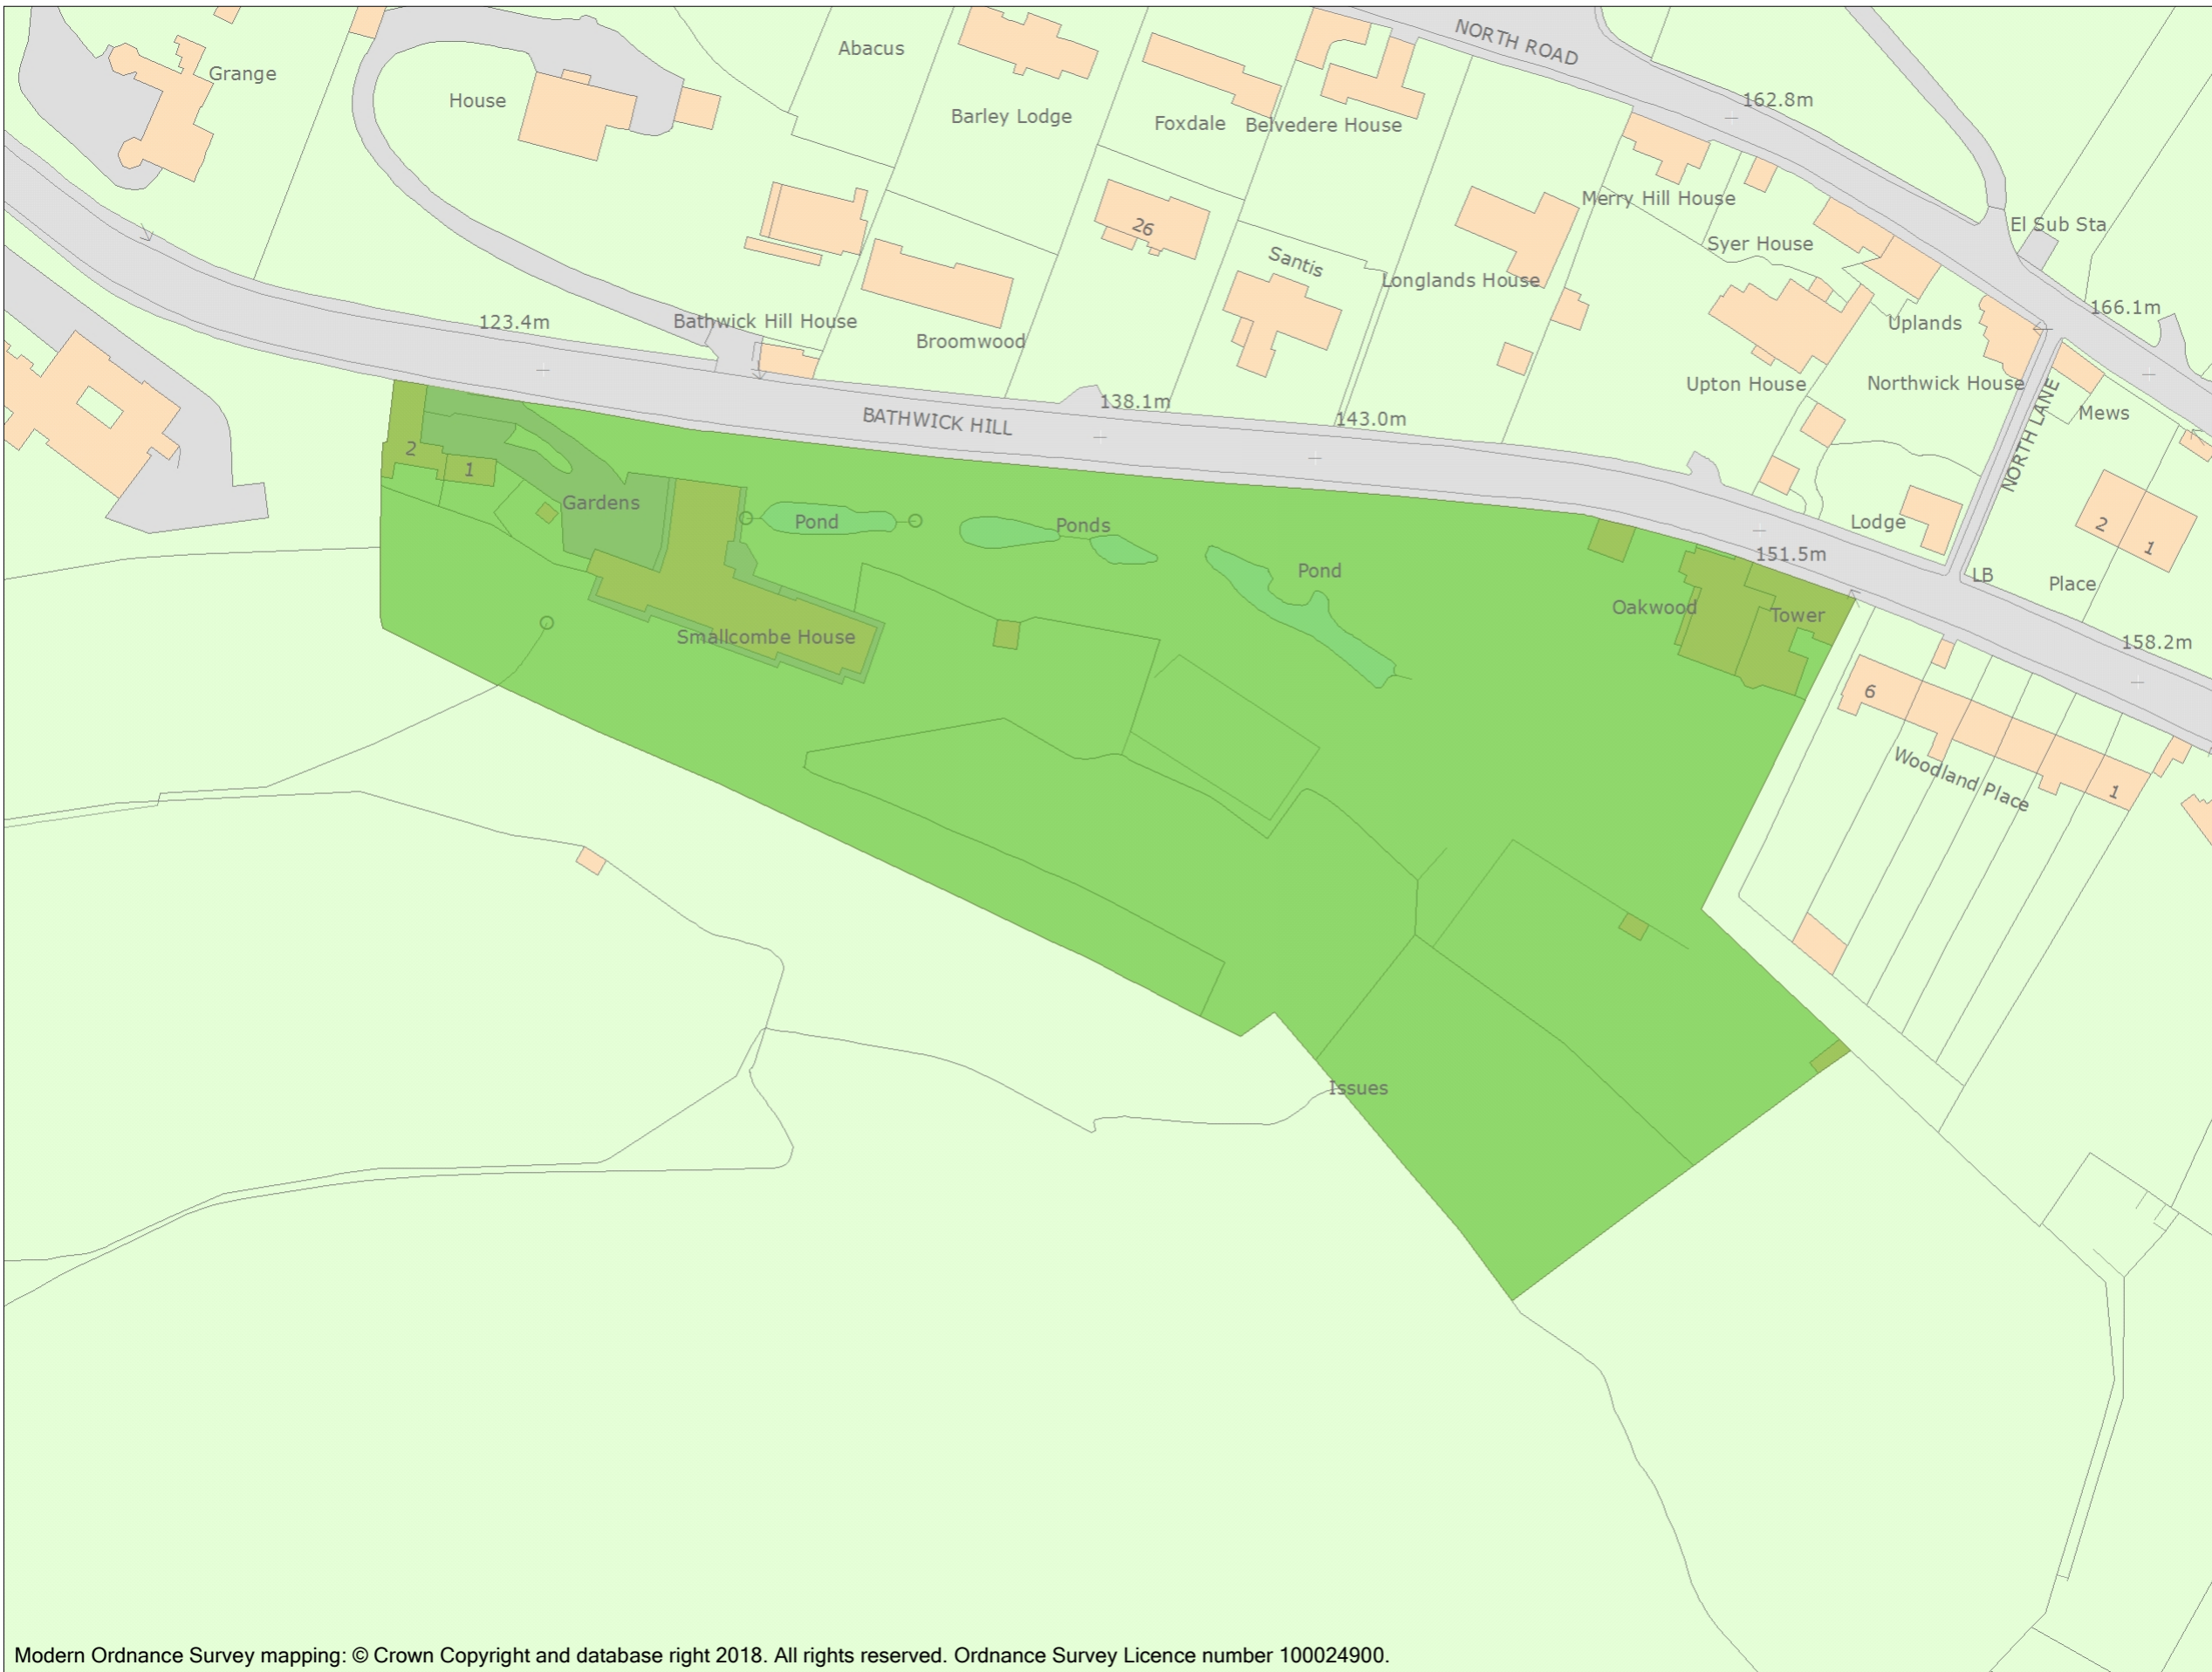 NORTH ROAD
Abacus
Grange
House
Barley Lodge
Foxdale
Belvedere House
162.8m
Merry Hill House
26
El Sub Sta
Syer House
Santis
Longlands House
166.1m
123.4m
Bathwick Hill House
Uplands
Broomwood
Upton House
Northwick House
138.1m
143.0m
BATHWICK HILL
NORTH LANE
Mews
2
1
Gardens
Pond
Ponds
Lodge
2
1
151.5m
Pond
LB
Place
Oakwood
Tower
Smallcombe House
158.2m
6
Woodland Place
1
Issues
Modern Ordnance Survey mapping: © Crown Copyright and database right 2018. All rights reserved. Ordnance Survey Licence number 100024900.